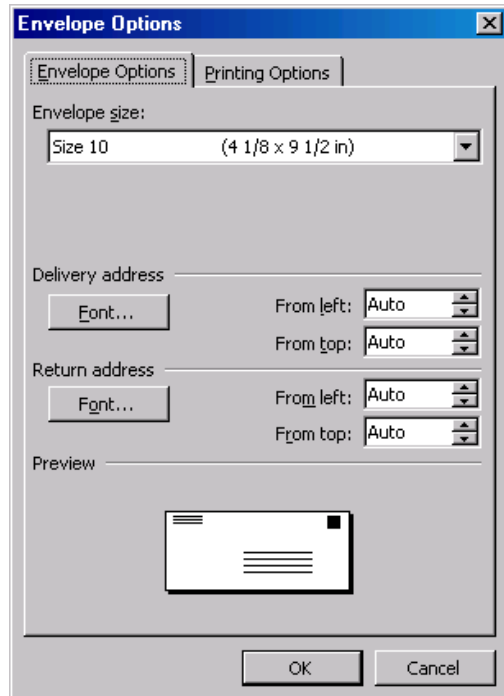 Envelope Options
Envelope Options Printing Options
Envelope size:
Size 10 (4 1/8 x 9 1/2 in)
Delivery address
Font... From left: Auto
From top: Auto
Return address
Font... From left: Auto
From top: Auto
Preview
OK Cancel